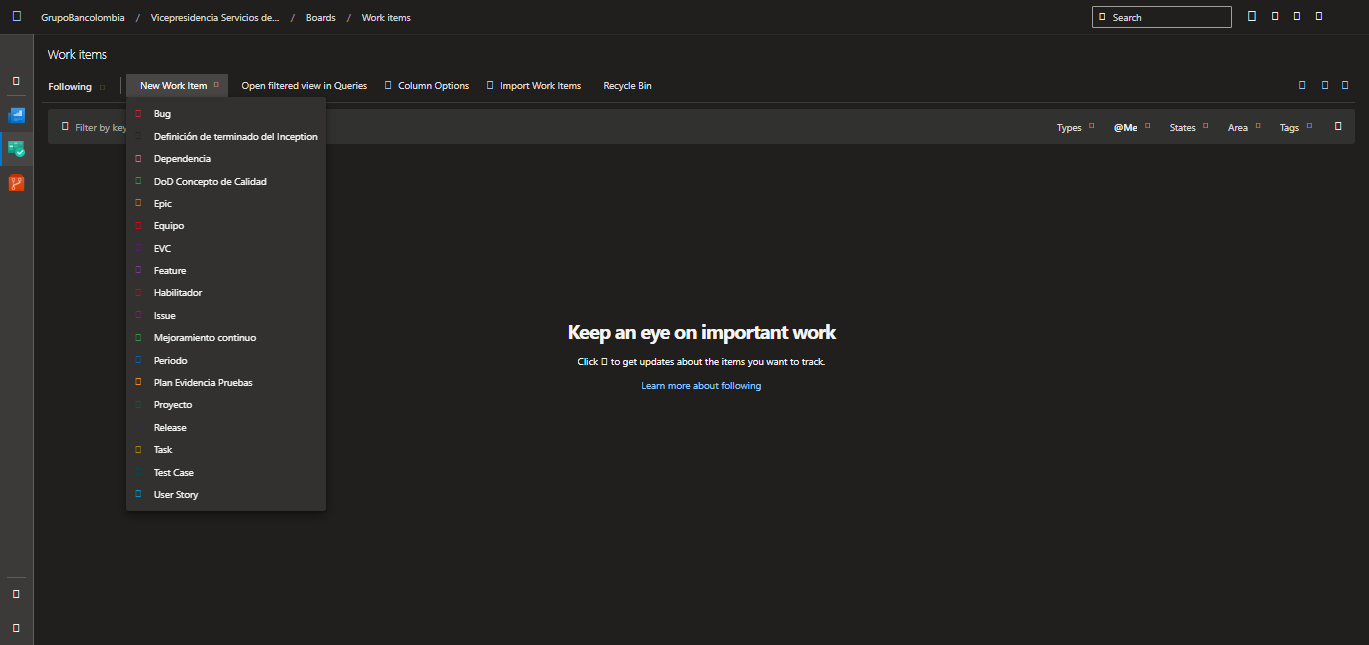 GrupoBancolombia / Vicepresidencia Servicios de... / Boards / Work items
Search
Work items
Following
New Work Item
Open filtered view in Queries
Column Options
Import Work Items
Recycle Bin
Filter by key
Types
@Me
States
Area
Tags
Bug
Definición de terminado del Inception
Dependencia
DoD Concepto de Calidad
Epic
Equipo
EVC
Feature
Habilitador
Issue
Mejoramiento continuo
Periodo
Plan Evidencia Pruebas
Proyecto
Release
Task
Test Case
User Story
Keep an eye on important work
Click to get updates about the items you want to track.
Learn more about following